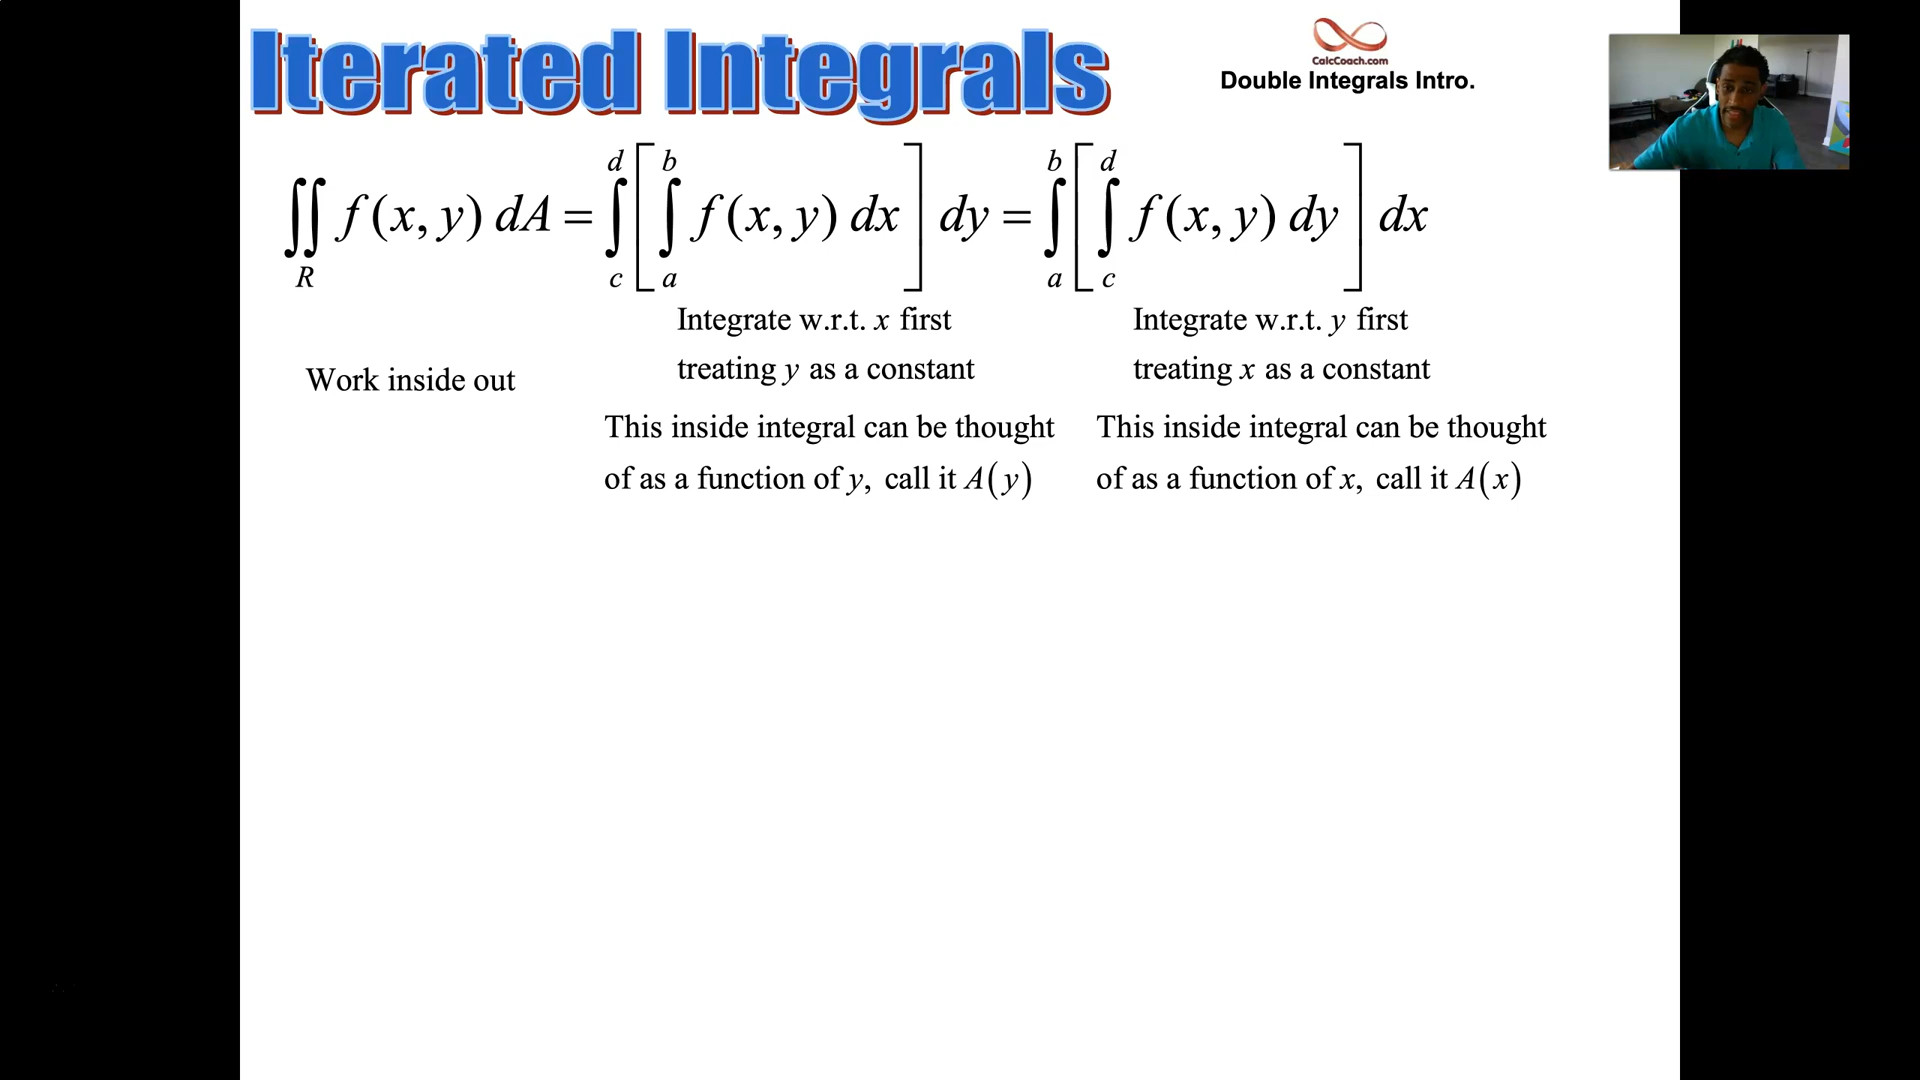 Iterated Integrals
CalcCoach.com
Double Integrals Intro.
∬_R f(x, y) dA = ∫_c^d [ ∫_a^b f(x, y) dx ] dy = ∫_a^b [ ∫_c^d f(x, y) dy ] dx
Integrate w.r.t. x first
treating y as a constant
Integrate w.r.t. y first
treating x as a constant
Work inside out
This inside integral can be thought
of as a function of y, call it A(y)
This inside integral can be thought
of as a function of x, call it A(x)